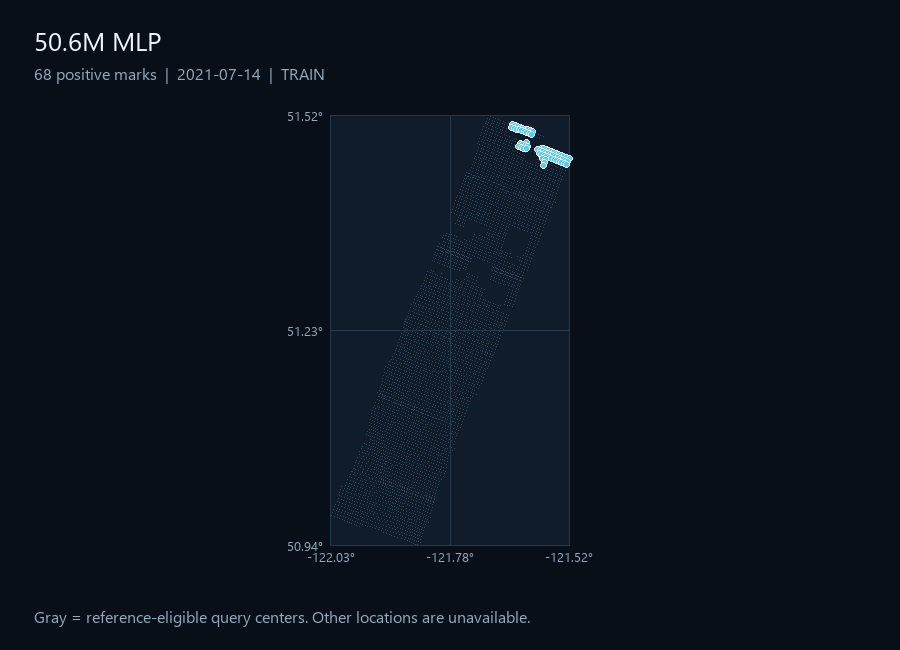 50.6M MLP
68 positive marks | 2021-07-14 | TRAIN
51.52°
51.23°
50.94°
-122.03° -121.78° -121.52°
Gray = reference-eligible query centers. Other locations are unavailable.